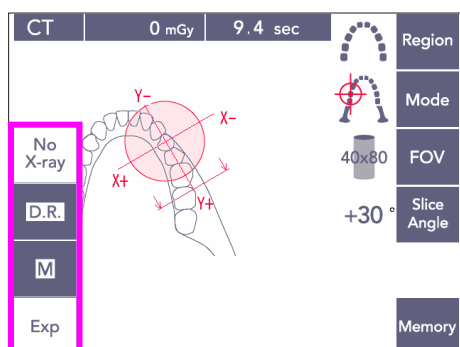 CT
0 mGy
9.4 sec
Region
Mode
Y-
X-
X+
Y+
No
X-ray
40x80
FOV
D.R.
+30 °
Slice
Angle
M
Exp
Memory